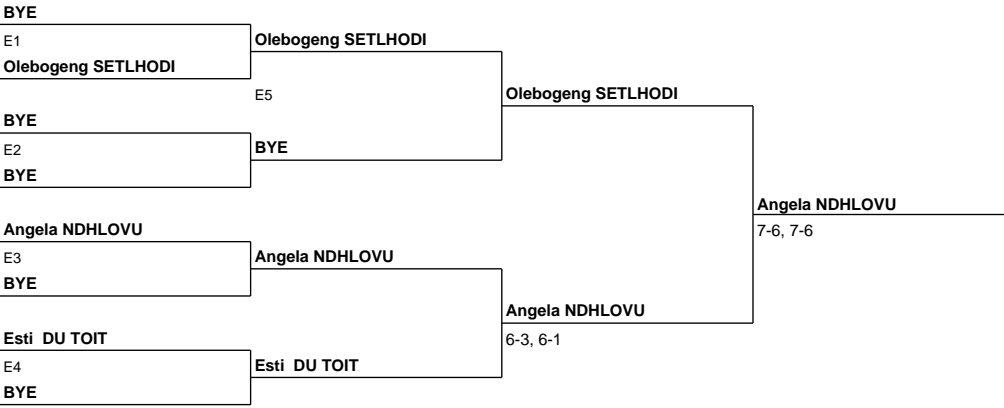 BYE
E1
Olebogeng SETLHODI
Olebogeng SETLHODI
E5
Olebogeng SETLHODI
BYE
E2
BYE
BYE
Angela NDHLOVU
7-6, 7-6
Angela NDHLOVU
E3
BYE
Angela NDHLOVU
Angela NDHLOVU
6-3, 6-1
Esti DU TOIT
E4
BYE
Esti DU TOIT